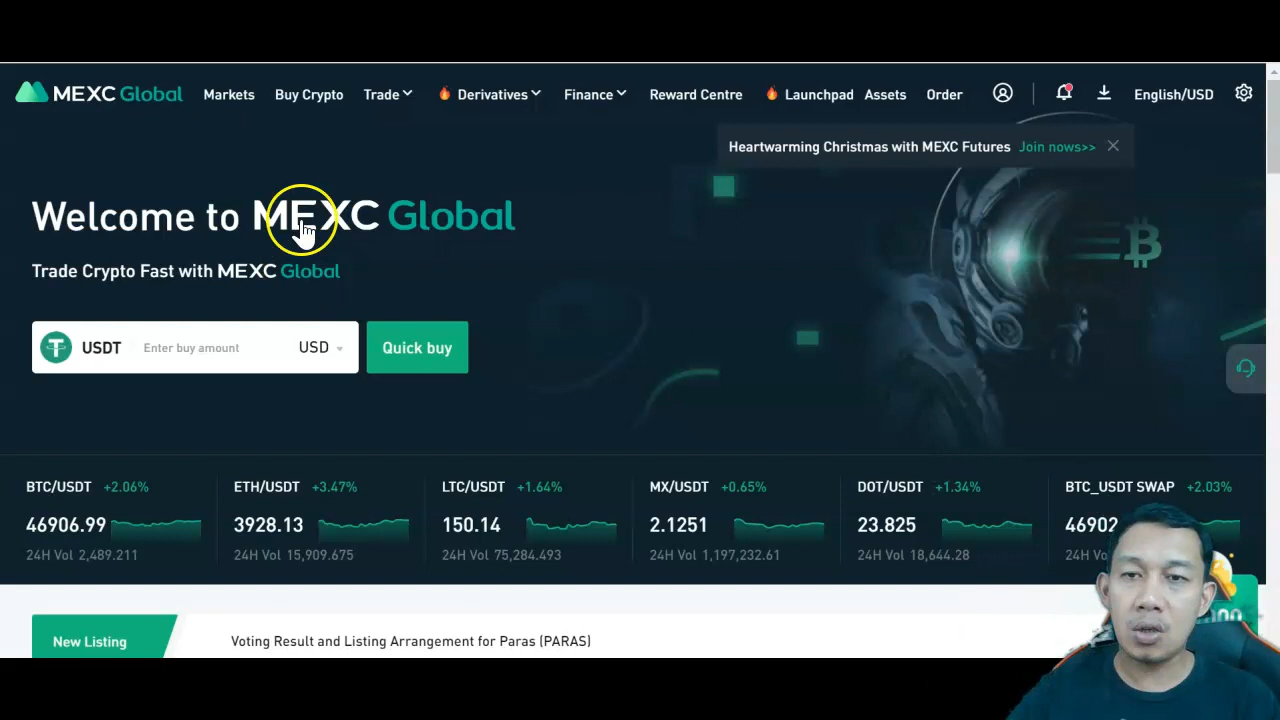 MEXC Global Markets Buy Crypto Trade Derivatives Finance Reward Centre Launchpad Assets Order English/USD
Heartwarming Christmas with MEXC Futures Join nows>>
Welcome to MEXC Global
Trade Crypto Fast with MEXC Global
USDT Enter buy amount USD Quick buy
BTC/USDT +2.06% ETH/USDT +3.47% LTC/USDT +1.64% MX/USDT +0.65% DOT/USDT +1.34% BTC_USDT SWAP +2.03%
46906.99 3928.13 150.14 2.1251 23.825 46902
24H Vol 2,489.211 24H Vol 15,909.675 24H Vol 75,284.493 24H Vol 1,197,232.61 24H Vol 18,644.28 24H Vo
New Listing Voting Result and Listing Arrangement for Paras (PARAS)